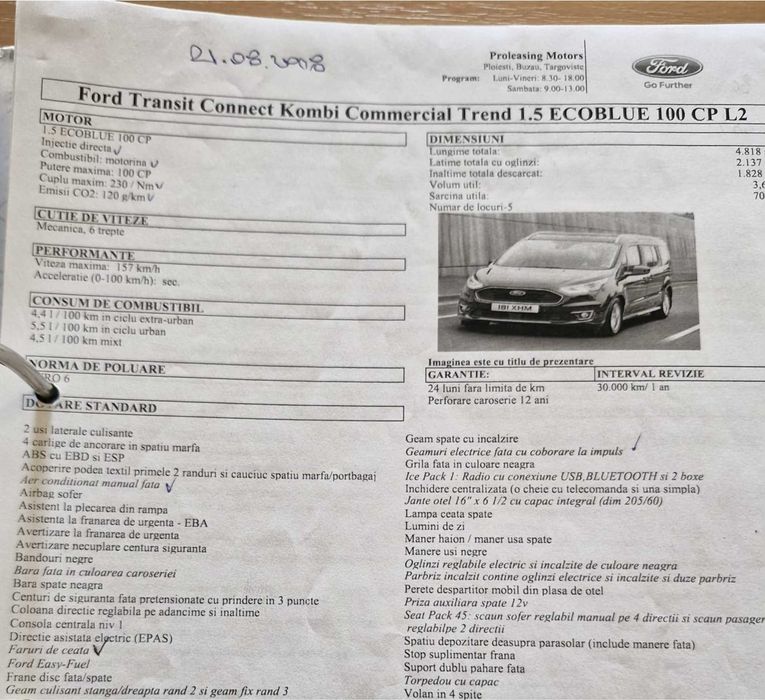 21.08.2008
Proleasing Motors
Ploiesti, Buzau, Targoviste
Program: Luni-Vineri: 8.30- 18:00
Sambata: 9.00-13.00
Ford
Go Further
Ford Transit Connect Kombi Commercial Trend 1.5 ECOBLUE 100 CP L2
MOTOR
1.5 ECOBLUE 100 CP
Injectie directa
Combustibil: motorina
Putere maxima: 100 CP
Cuplu maxim: 230 / Nm
Emisii CO2: 120 g/km
CUTIE DE VITEZE
Mecanica, 6 trepte
PERFORMANTE
Viteza maxima: 157 km/h
Acceleratie (0-100 km/h): sec.
CONSUM DE COMBUSTIBIL
4,4 l / 100 km in ciclu extra-urban
5,5 l / 100 km in ciclu urban
4,5 l / 100 km mixt
NORMA DE POLUARE
RO 6
DIMENSIUNI
Lungime totala: 4.818
Latime totala cu oglinzi: 2.137
Inaltime totala descarcat: 1.828
Volum util: 3,6
Sarcina utila: 70
Numar de locuri-5
181 XHM
Imaginea este cu titlu de prezentare
GARANTIE: INTERVAL REVIZIE
24 luni fara limita de km 30.000 km/ 1 an
Perforare caroserie 12 ani
DOTARE STANDARD
2 usi laterale culisante
4 carlige de ancorare in spatiu marfa
ABS cu EBD si ESP
Acoperire podea textil primele 2 randuri si cauciuc spatiu marfa/portbagaj
Aer conditionat manual fata
Airbag sofer
Asistent la plecarea din rampa
Asistenta la franarea de urgenta - EBA
Avertizare la franarea de urgenta
Avertizare necuplare centura siguranta
Bandouri negre
Bara fata in culoarea caroseriei
Bara spate neagra
Centuri de siguranta fata pretensionate cu prindere in 3 puncte
Coloana directie reglabila pe adancime si inaltime
Consola centrala niv 1
Directie asistata electric (EPAS)
Faruri de ceata
Ford Easy-Fuel
Frane disc fata/spate
Geam culisant stanga/dreapta rand 2 si geam fix rand 3
Geam spate cu incalzire
Geamuri electrice fata cu coborare la impuls
Grila fata in culoare neagra
Ice Pack 1: Radio cu conexiune USB,BLUETOOTH si 2 boxe
Inchidere centralizata (o cheie cu telecomanda si una simpla)
Jante otel 16" x 6 1/2 cu capac integral (dim 205/60)
Lampa ceata spate
Lumini de zi
Maner haion / maner usa spate
Manere usi negre
Oglinzi reglabile electric si incalzite de culoare neagra
Parbriz incalzit contine oglinzi electrice si incalzite si duze parbriz
Perete despartitor mobil din plasa de otel
Priza auxiliara spate 12v
Seat Pack 45: scaun sofer reglabil manual pe 4 directii si scaun pasager
reglabilpe 2 directii
Spatiu depozitare deasupra parasolar (include manere fata)
Stop suplimentar frana
Suport dublu pahare fata
Torpedou cu capac
Volan in 4 spite